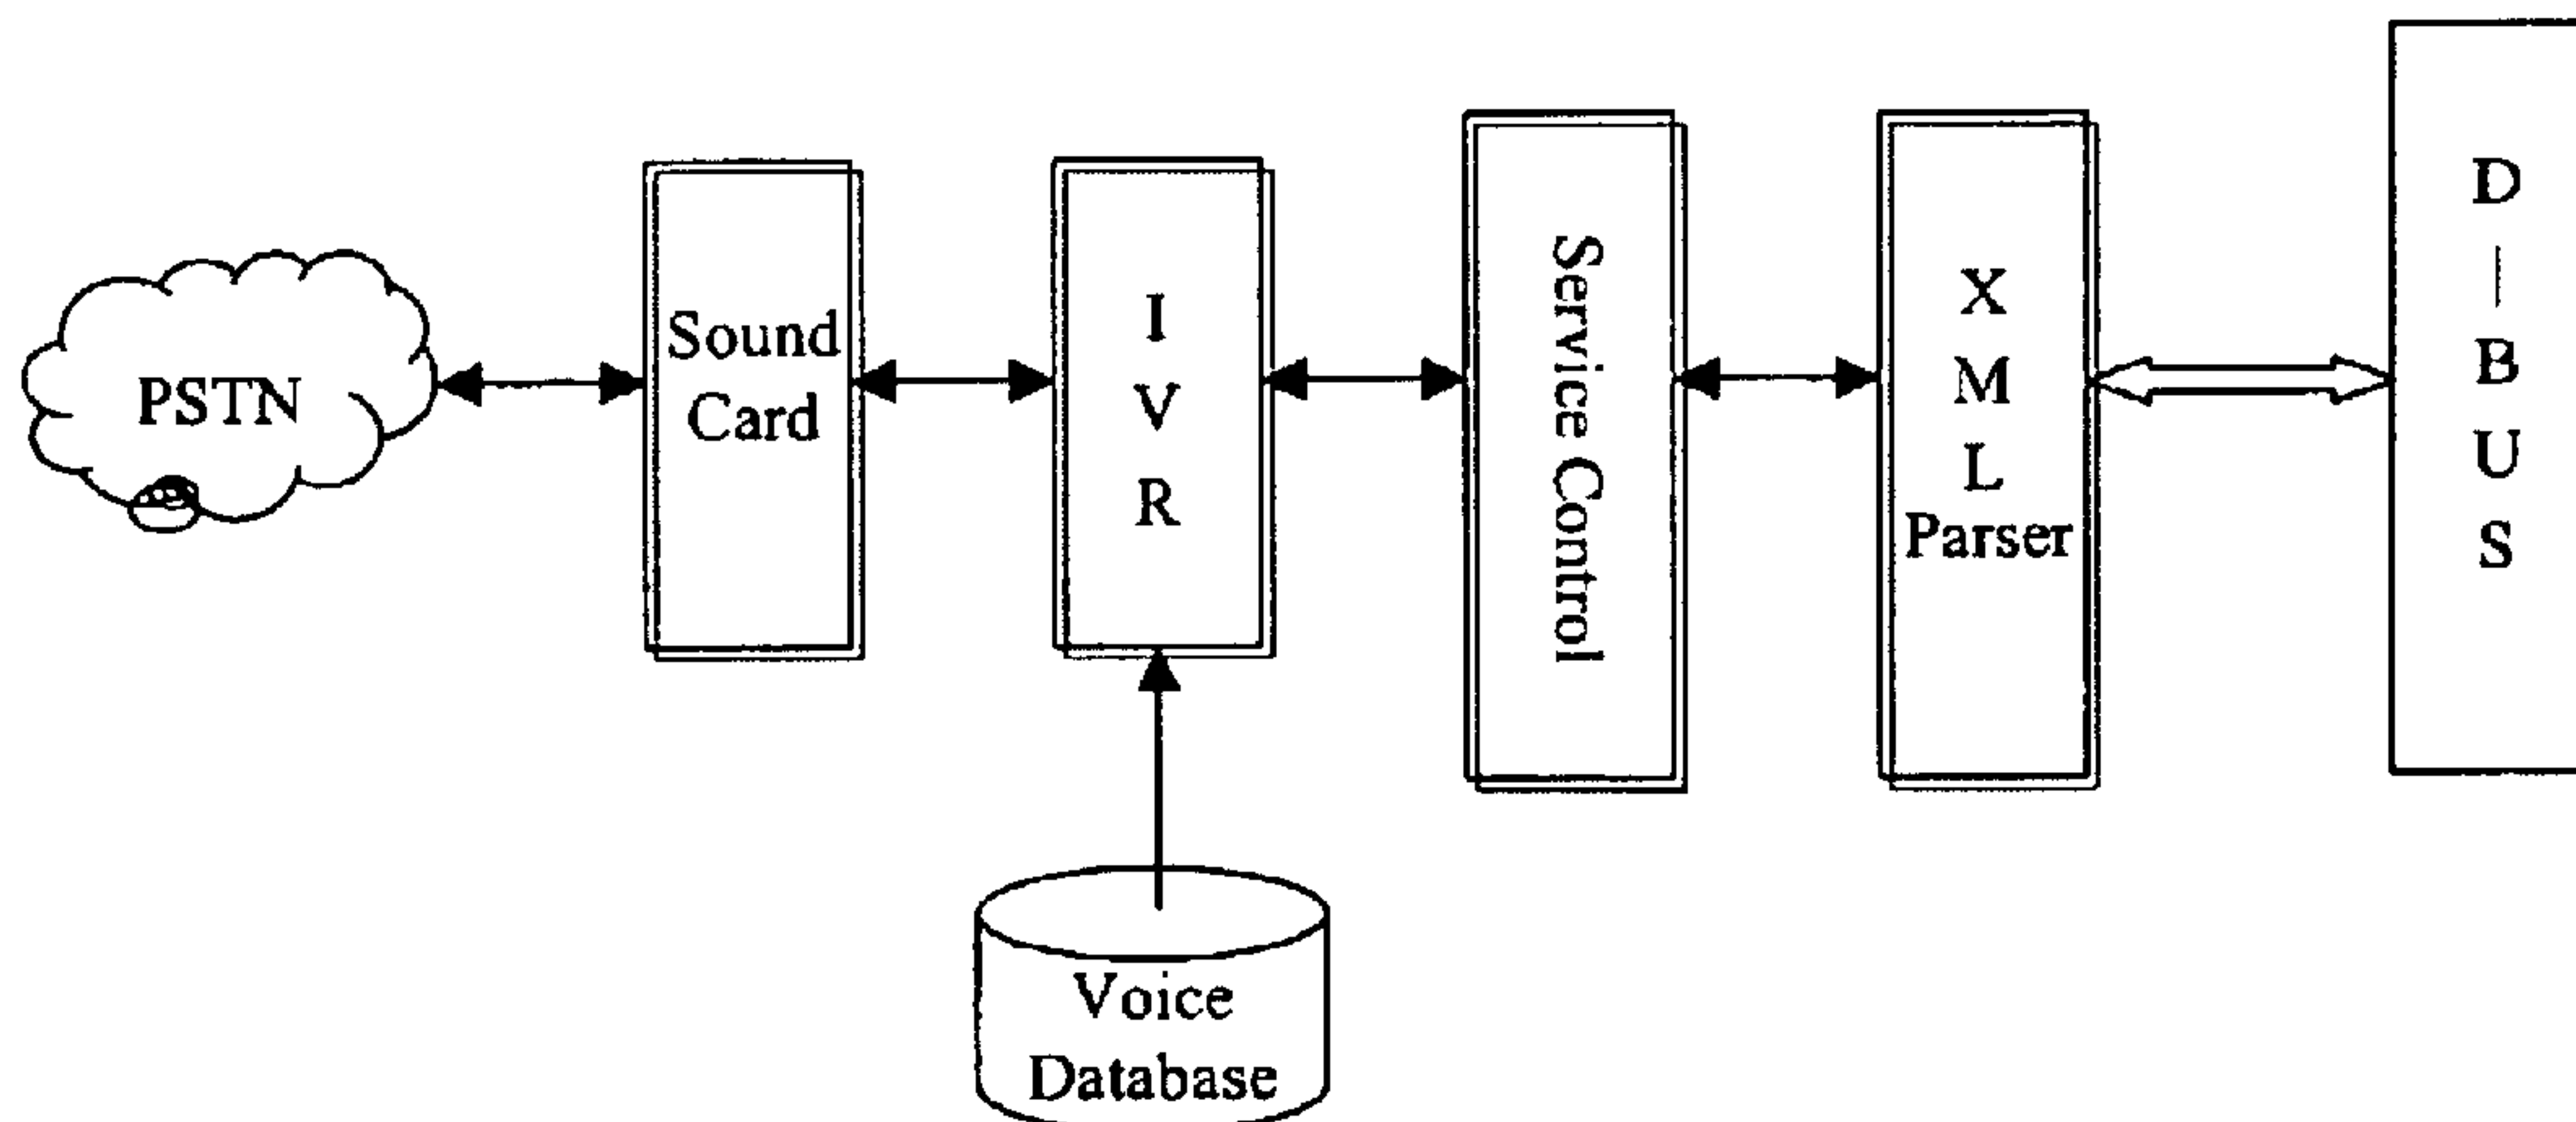 PSTN
Sound
Card
I
V
R
Service Control
X
M
L
Parser
D
|
B
U
S
Voice
Database